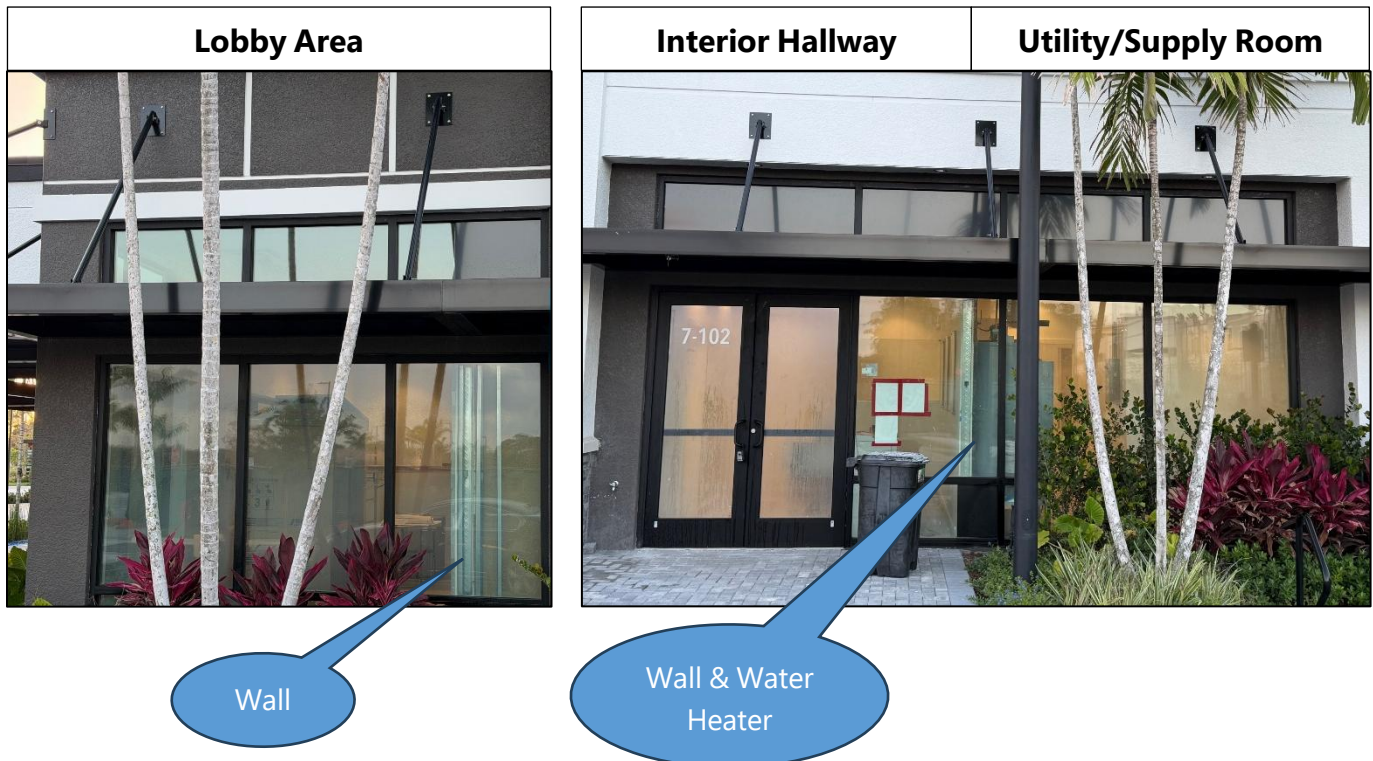 Lobby Area
Interior Hallway
Utility/Supply Room
7-102
Wall
Wall & Water
Heater